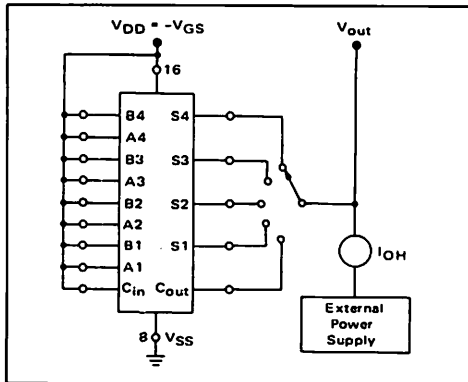 VDD = -VGS
Vout
16
B4 S4
A4
B3 S3
A3
B2 S2
A2
B1 S1
A1
Cin Cout
IOH
External
Power
Supply
8 VSS